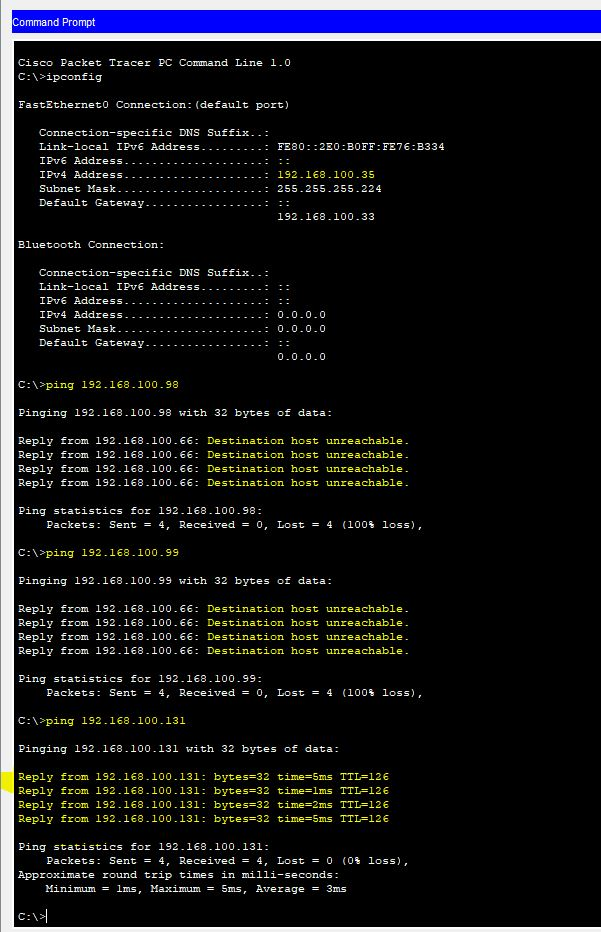 Command Prompt
Cisco Packet Tracer PC Command Line 1.0
C:\>ipconfig
FastEthernet0 Connection:(default port)
Connection-specific DNS Suffix..:
Link-local IPv6 Address.........: FE80::2E0:B0FF:FE76:B334
IPv6 Address....................: ::
IPv4 Address....................: 192.168.100.35
Subnet Mask.....................: 255.255.255.224
Default Gateway.................: ::
192.168.100.33
Bluetooth Connection:
Connection-specific DNS Suffix..:
Link-local IPv6 Address.........: ::
IPv6 Address....................: ::
IPv4 Address....................: 0.0.0.0
Subnet Mask.....................: 0.0.0.0
Default Gateway.................: ::
0.0.0.0
C:\>ping 192.168.100.98
Pinging 192.168.100.98 with 32 bytes of data:
Reply from 192.168.100.66: Destination host unreachable.
Reply from 192.168.100.66: Destination host unreachable.
Reply from 192.168.100.66: Destination host unreachable.
Reply from 192.168.100.66: Destination host unreachable.
Ping statistics for 192.168.100.98:
Packets: Sent = 4, Received = 0, Lost = 4 (100% loss),
C:\>ping 192.168.100.99
Pinging 192.168.100.99 with 32 bytes of data:
Reply from 192.168.100.66: Destination host unreachable.
Reply from 192.168.100.66: Destination host unreachable.
Reply from 192.168.100.66: Destination host unreachable.
Reply from 192.168.100.66: Destination host unreachable.
Ping statistics for 192.168.100.99:
Packets: Sent = 4, Received = 0, Lost = 4 (100% loss),
C:\>ping 192.168.100.131
Pinging 192.168.100.131 with 32 bytes of data:
Reply from 192.168.100.131: bytes=32 time=5ms TTL=126
Reply from 192.168.100.131: bytes=32 time=1ms TTL=126
Reply from 192.168.100.131: bytes=32 time=2ms TTL=126
Reply from 192.168.100.131: bytes=32 time=5ms TTL=126
Ping statistics for 192.168.100.131:
Packets: Sent = 4, Received = 4, Lost = 0 (0% loss),
Approximate round trip times in milli-seconds:
Minimum = 1ms, Maximum = 5ms, Average = 3ms
C:\>